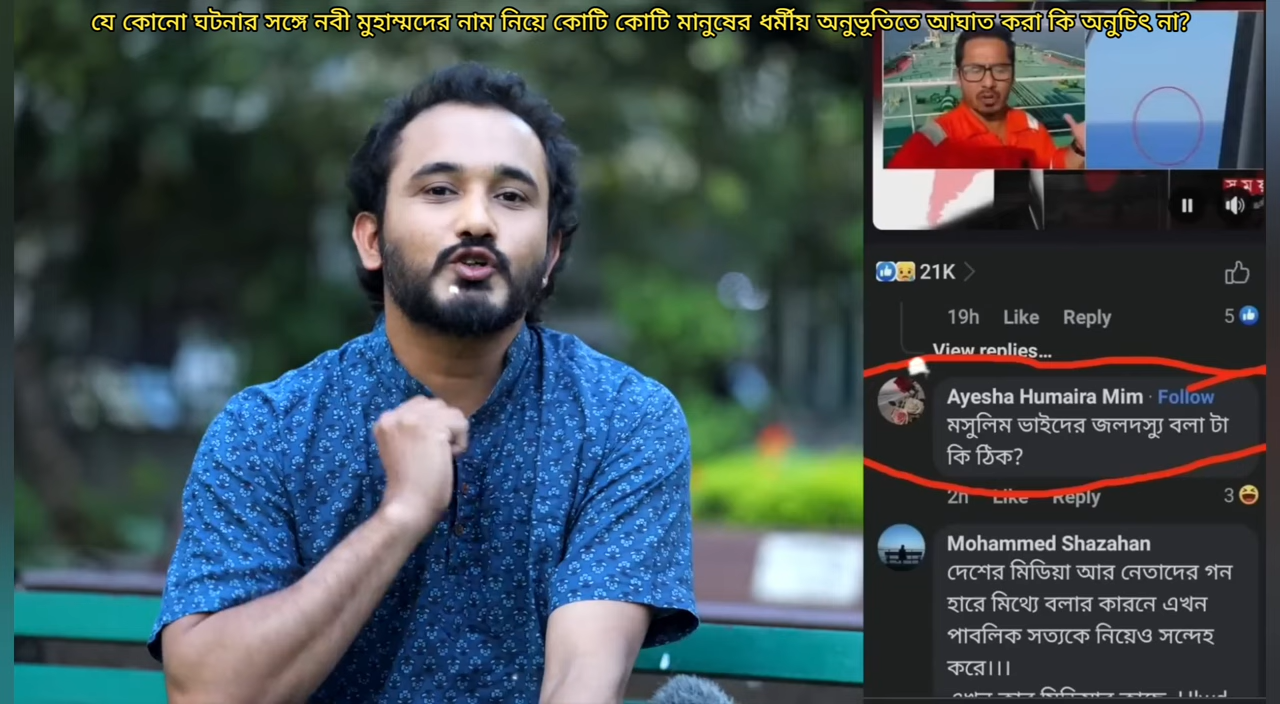 যে কোনো ঘটনার সঙ্গে নবী মুহাম্মদের নাম নিয়ে কোটি কোটি মানুষের ধর্মীয় অনুভূতিতে আঘাত করা কি অনুচিৎ না?
সময়
21K
19h Like Reply 5
View replies...
Ayesha Humaira Mim · Follow
মসুলিম ভাইদের জলদস্যু বলা টা
কি ঠিক?
2h Like Reply 3
Mohammed Shazahan
দেশের মিডিয়া আর নেতাদের গন
হারে মিথ্যে বলার কারনে এখন
পাবলিক সত্যকে নিয়েও সন্দেহ
করে।।।